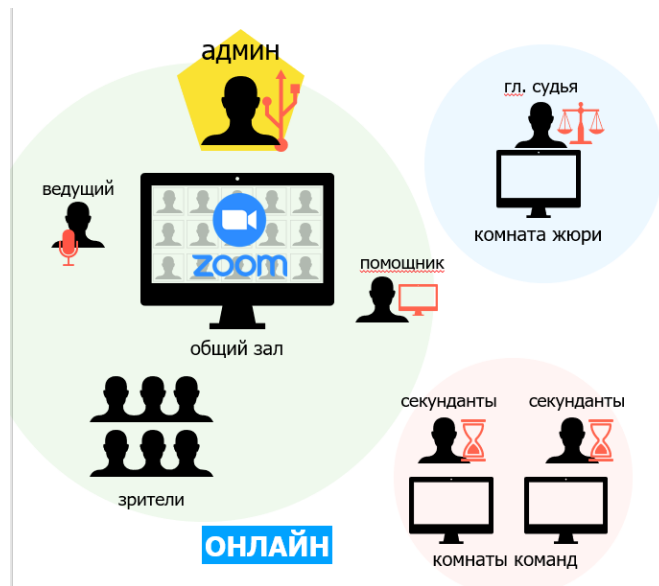 админ
гл. судья
ведущий
zoom
комната жюри
помощник
общий зал
секунданты
секунданты
зрители
ОНЛАЙН
комнаты команд